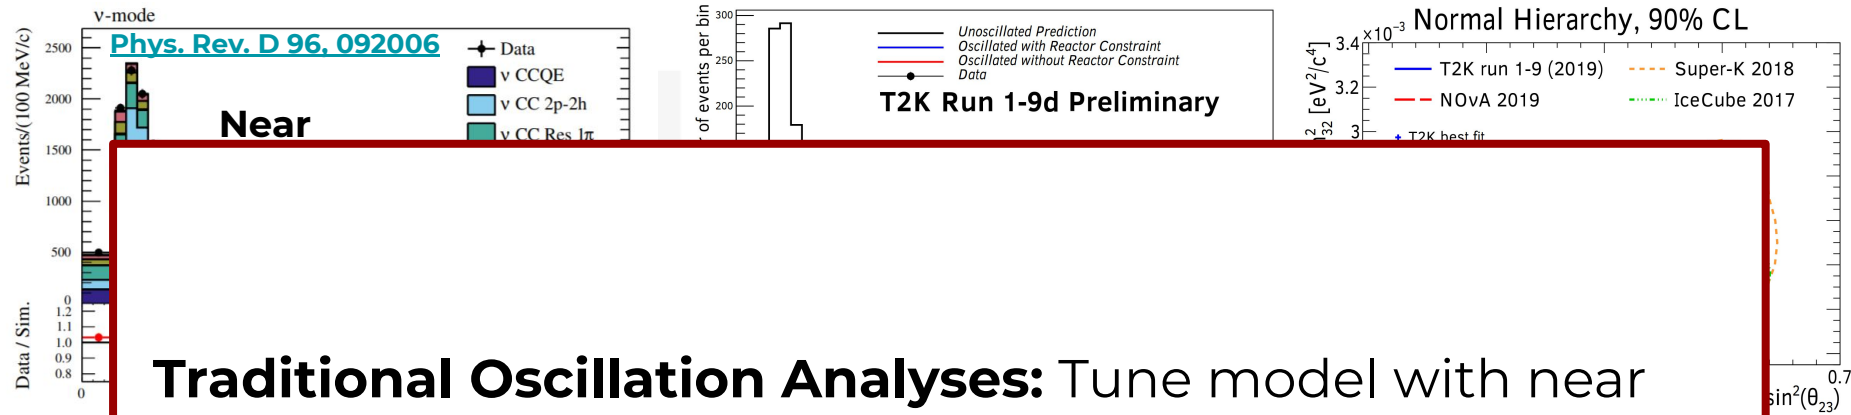 ν-mode
Phys. Rev. D 96, 092006
Data
ν CCQE
ν CC 2p-2h
ν CC Res 1π
Near
Events/(100 MeV/c)
2500
2000
1500
1000
500
0
Data / Sim.
1.2
1.1
1.0
0.9
0.8
0
r of events per bin
300
250
200
Unoscillated Prediction
Oscillated with Reactor Constraint
Oscillated without Reactor Constraint
Data
T2K Run 1-9d Preliminary
Normal Hierarchy, 90% CL
×10⁻³
3.4
3.2
3
[eV²/c⁴]
T2K run 1-9 (2019)
Super-K 2018
NOvA 2019
IceCube 2017
T2K best fit
0.7
sin²(θ₂₃)
Traditional Oscillation Analyses: Tune model with near